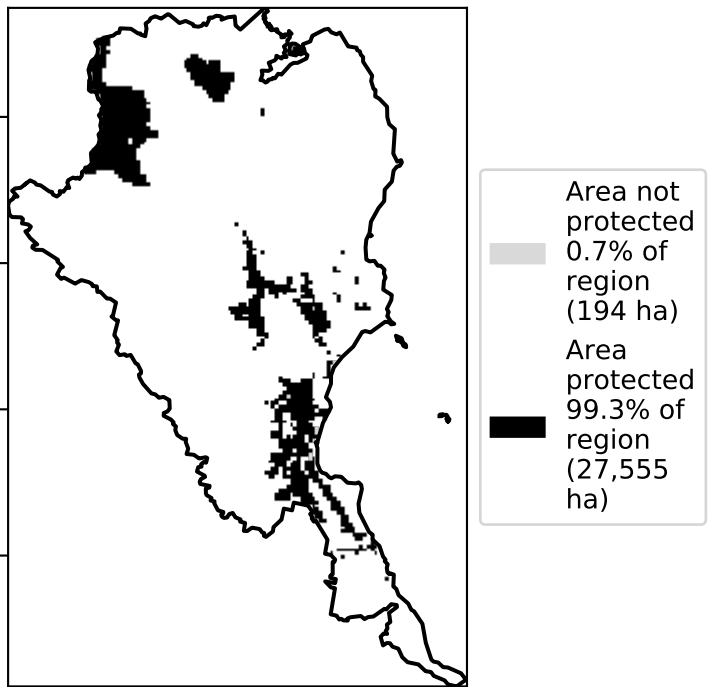 Area not
protected
0.7% of
region
(194 ha)
Area
protected
99.3% of
region
(27,555
ha)